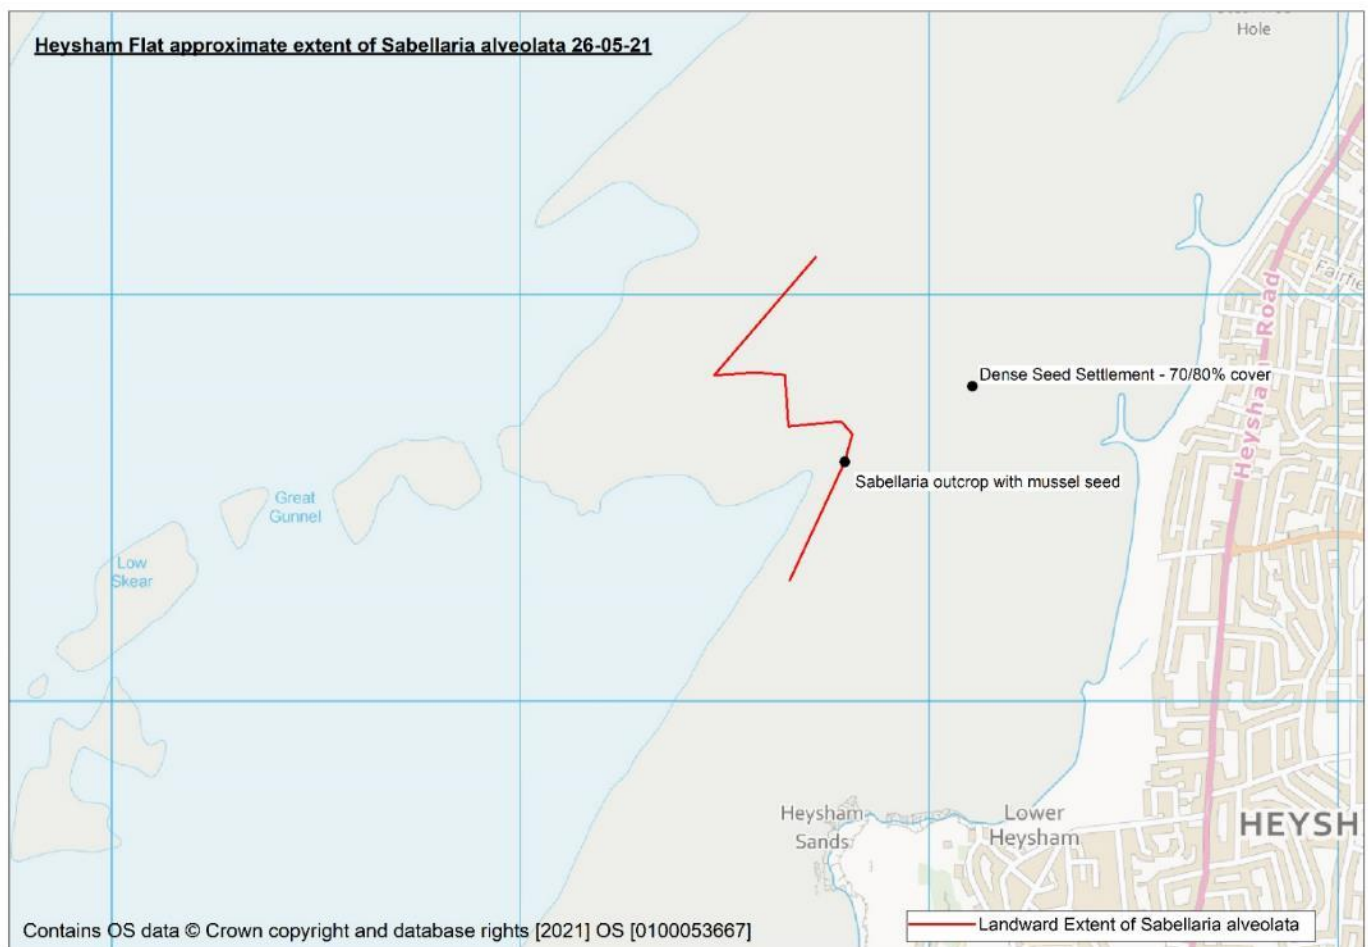 Heysham Flat approximate extent of Sabellaria alveolata 26-05-21
Hole
Fairfie
Heysham Road
Dense Seed Settlement - 70/80% cover
Sabellaria outcrop with mussel seed
Great
Gunnel
Low
Skear
Heysham
Sands
Lower
Heysham
HEYSH
Contains OS data © Crown copyright and database rights [2021] OS [0100053667]
Landward Extent of Sabellaria alveolata